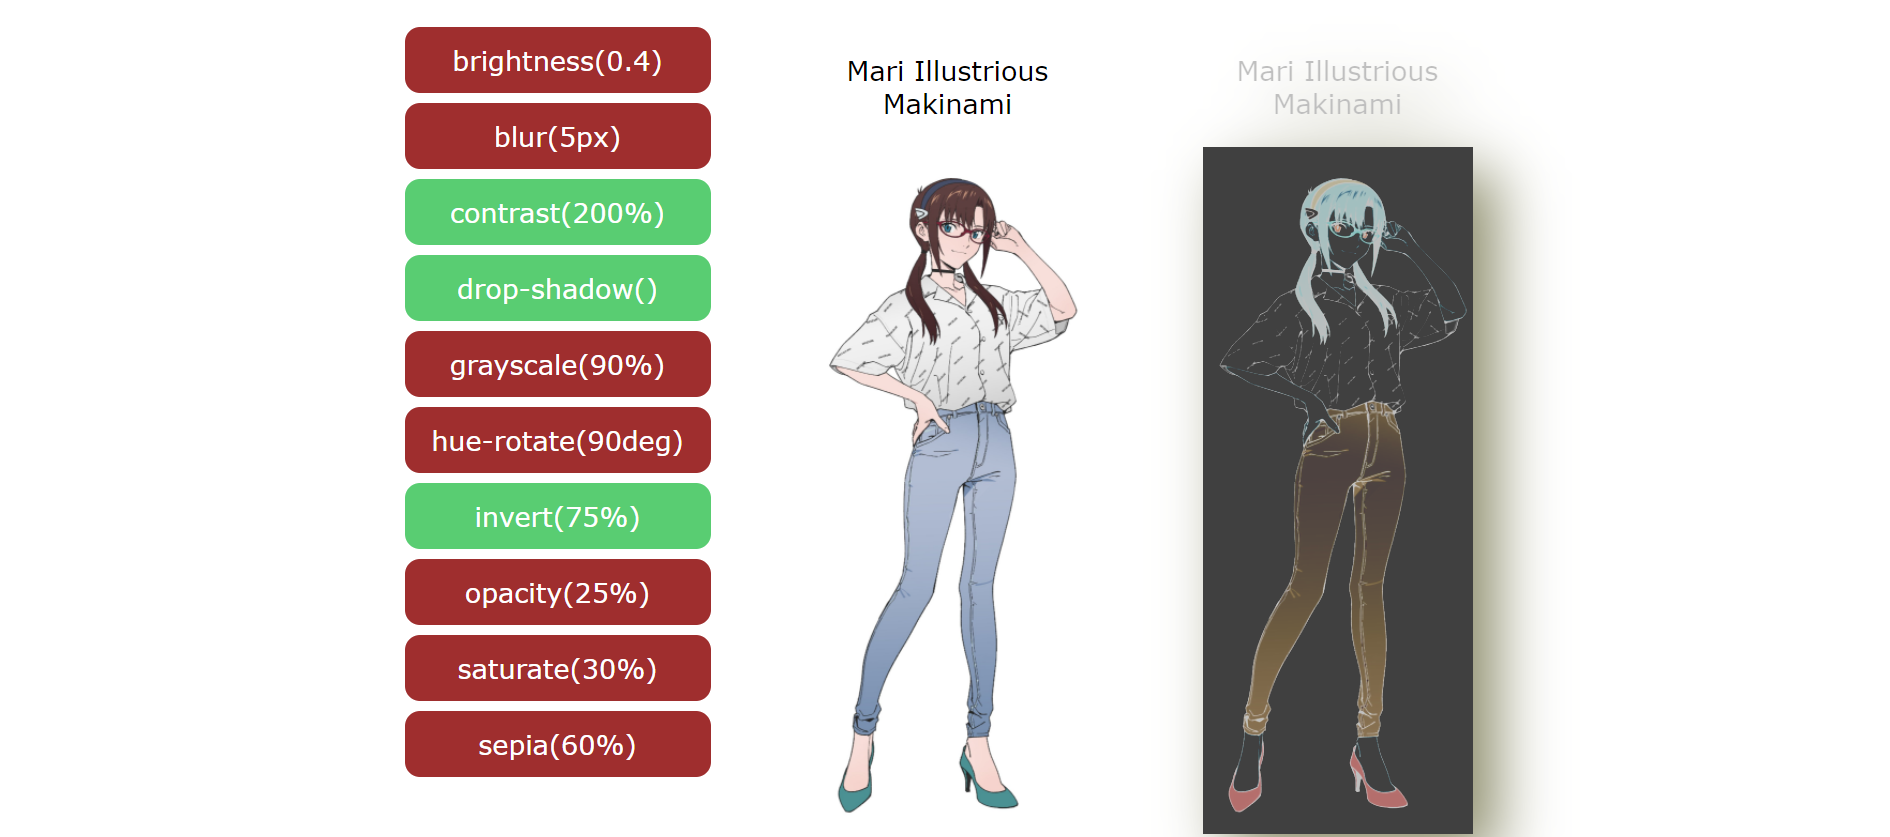 brightness(0.4)
blur(5px)
contrast(200%)
drop-shadow()
grayscale(90%)
hue-rotate(90deg)
invert(75%)
opacity(25%)
saturate(30%)
sepia(60%)
Mari Illustrious
Makinami
Mari Illustrious
Makinami